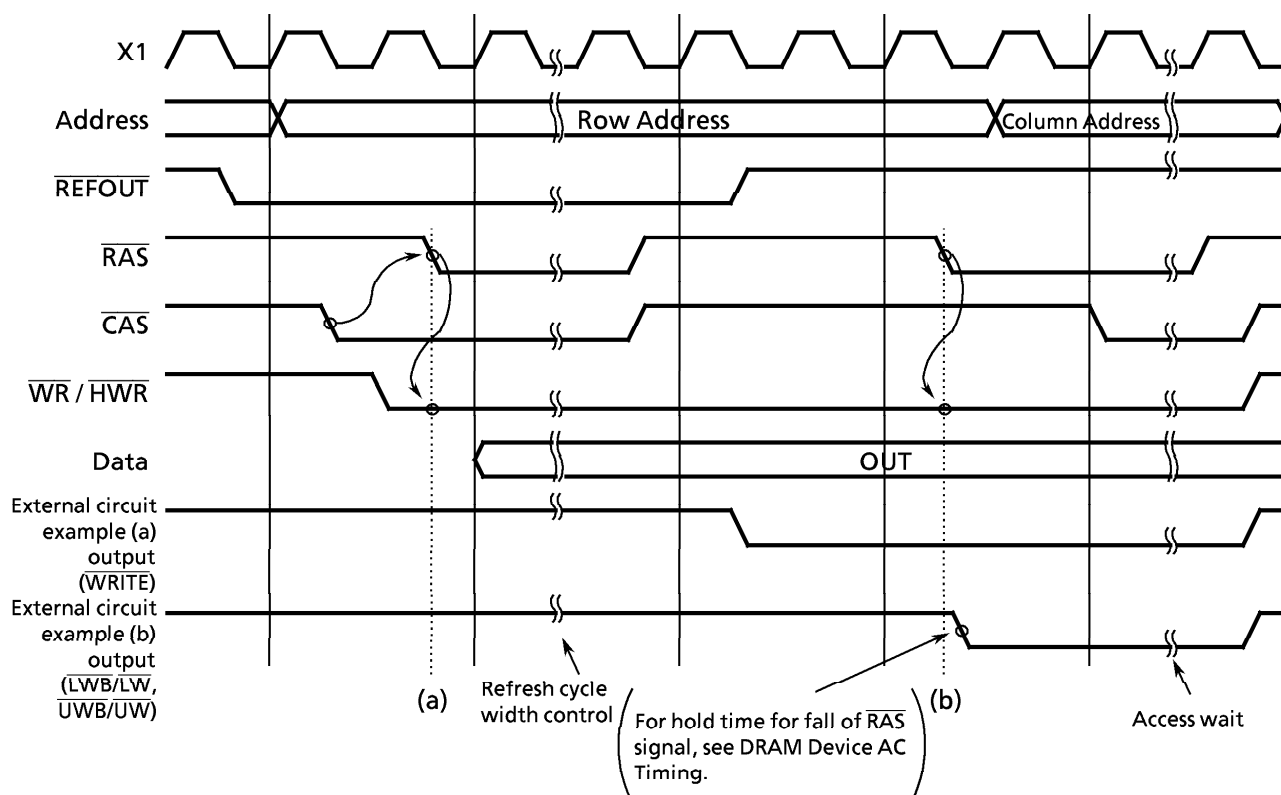 X1
Address
Row Address
Column Address
REFOUT
RAS
CAS
WR / HWR
Data
OUT
External circuit
example (a)
output
(WRITE)
External circuit
example (b)
output
(LWB/LW,
UWB/UW)
(a)
Refresh cycle
width control
For hold time for fall of RAS
signal, see DRAM Device AC
Timing.
(b)
Access wait